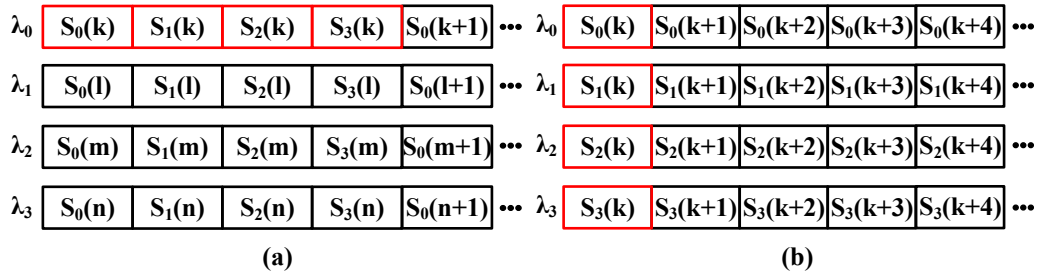 λ₀ S₀(k) S₁(k) S₂(k) S₃(k) S₀(k+1) •••
λ₁ S₀(l) S₁(l) S₂(l) S₃(l) S₀(l+1) •••
λ₂ S₀(m) S₁(m) S₂(m) S₃(m) S₀(m+1) •••
λ₃ S₀(n) S₁(n) S₂(n) S₃(n) S₀(n+1) •••
(a)
λ₀ S₀(k) S₀(k+1) S₀(k+2) S₀(k+3) S₀(k+4) •••
λ₁ S₁(k) S₁(k+1) S₁(k+2) S₁(k+3) S₁(k+4) •••
λ₂ S₂(k) S₂(k+1) S₂(k+2) S₂(k+3) S₂(k+4) •••
λ₃ S₃(k) S₃(k+1) S₃(k+2) S₃(k+3) S₃(k+4) •••
(b)